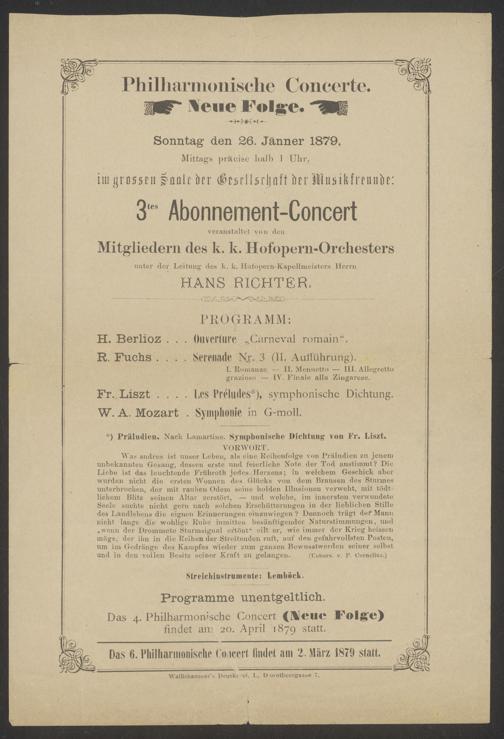 Philharmonische Concerte.
Neue Folge.
Sonntag den 26. Jänner 1879,
Mittags präcise halb 1 Uhr,
im grossen Saale der Gesellschaft der Musikfreunde:
3tes Abonnement-Concert
veranstaltet von den
Mitgliedern des k. k. Hofopern-Orchesters
unter der Leitung des k. k. Hofopern-Kapellmeisters Herrn
HANS RICHTER.
PROGRAMM:
H. Berlioz . . . Ouverture „Carneval romain“.
R. Fuchs . . . . Serenade Nr. 3 (II. Aufführung).
I. Romanze — II. Menuetto — III. Allegretto
grazioso — IV. Finale alla Zingarese.
Fr. Liszt . . . . Les Préludes*), symphonische Dichtung.
W. A. Mozart . Symphonie in G-moll.
*) Präludien. Nach Lamartine. Symphonische Dichtung von Fr. Liszt.
VORWORT.
Was andres ist unser Leben, als eine Reihenfolge von Präludien zu jenem
unbekannten Gesang, dessen erste und feierliche Note der Tod anstimmt? Die
Liebe ist das leuchtende Frühroth jedes Herzens; in welchem Geschick aber
wurden nicht die ersten Wonnen des Glücks von dem Brausen des Sturmes
unterbrochen, der mit rauhem Odem seine holden Illusionen verweht, mit tödt-
lichem Blitz seinen Altar zerstört, — und welche, im innersten verwundete
Seele suchte nicht gern nach solchen Erschütterungen in der lieblichen Stille
des Landlebens die eignen Erinnerungen einzuwiegen? Dennoch trägt der Mann
nicht lange die wohlige Ruhe inmitten besänftigender Naturstimmungen, und
„wenn der Drommete Sturmsignal ertönt“ eilt er, wie immer der Krieg heissen
möge, der ihn in die Reihen der Streitenden ruft, auf den gefahrvollsten Posten,
um im Gedränge des Kampfes wieder zum ganzen Bewusstwerden seiner selbst
und in den vollen Besitz seiner Kraft zu gelangen. (Uebers. v. P. Cornelius.)
Streichinstrumente: Lemböck.
Programme unentgeltlich.
Das 4. Philharmonische Concert (Neue Folge)
findet am 20. April 1879 statt.
Das 6. Philharmonische Concert findet am 2. März 1879 statt.
Wallishausser's Druckerei, I., Dorotheergasse 7.